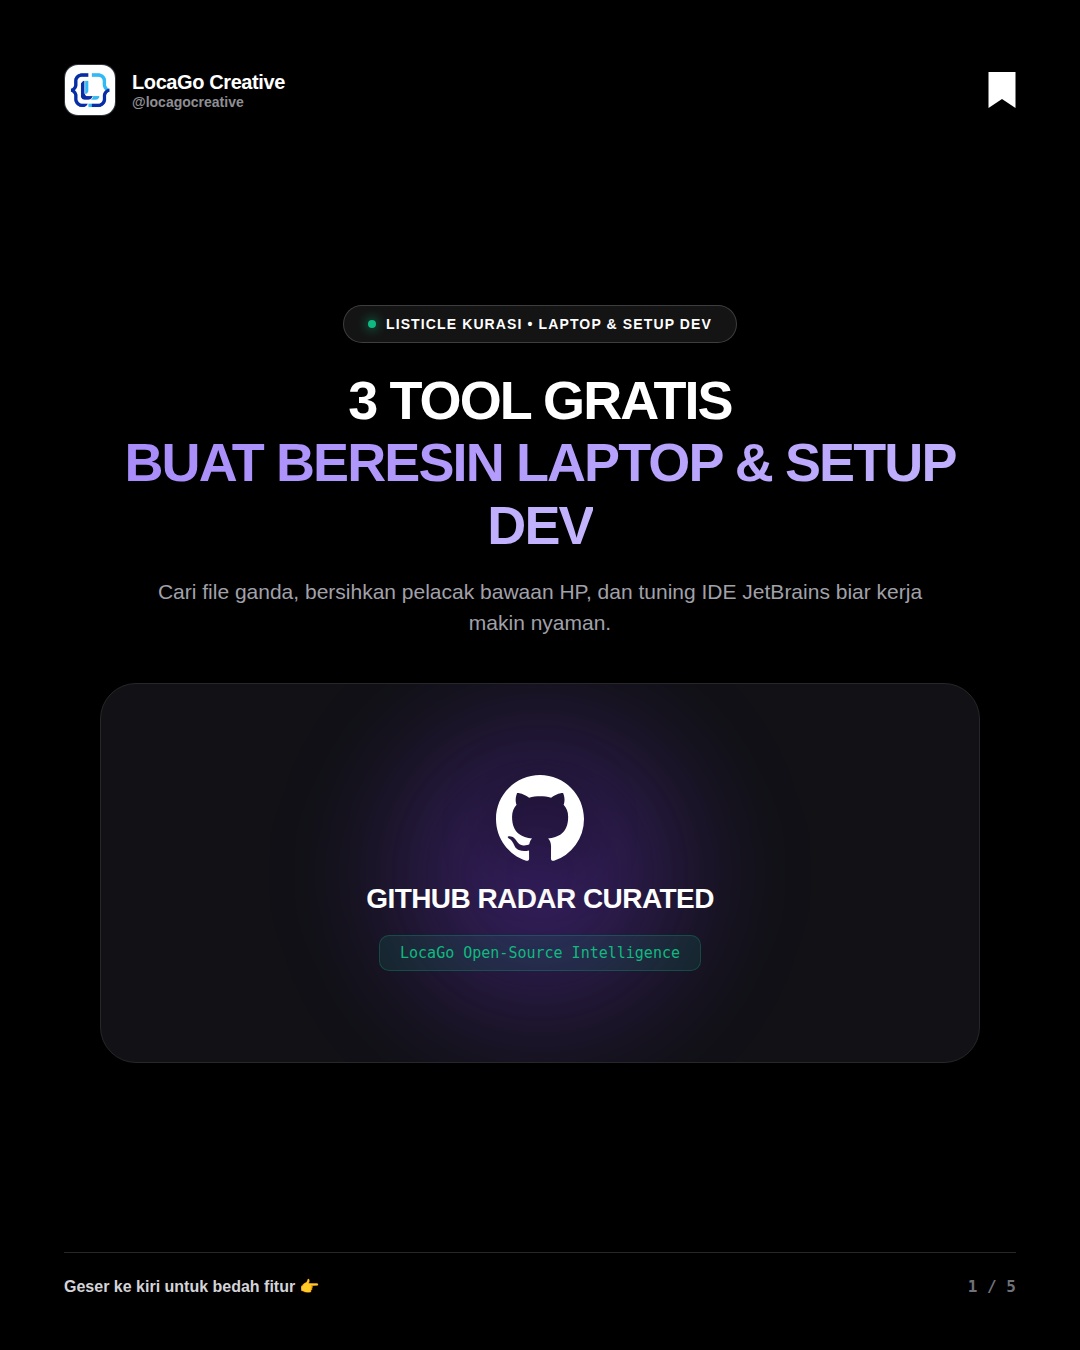 LocaGo Creative
@locagocreative
LISTICLE KURASI • LAPTOP & SETUP DEV
3 TOOL GRATIS
BUAT BERESIN LAPTOP & SETUP
DEV
Cari file ganda, bersihkan pelacak bawaan HP, dan tuning IDE JetBrains biar kerja
makin nyaman.
GITHUB RADAR CURATED
LocaGo Open-Source Intelligence
Geser ke kiri untuk bedah fitur 👉
1 / 5